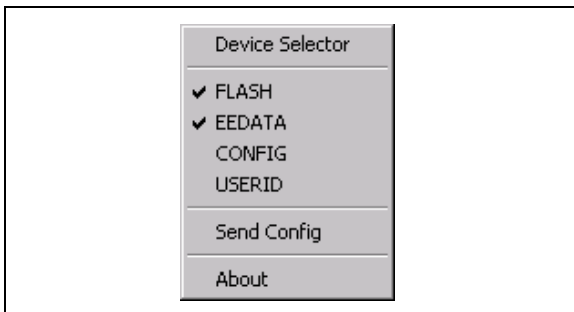 Device Selector
FLASH
EEDATA
CONFIG
USERID
Send Config
About